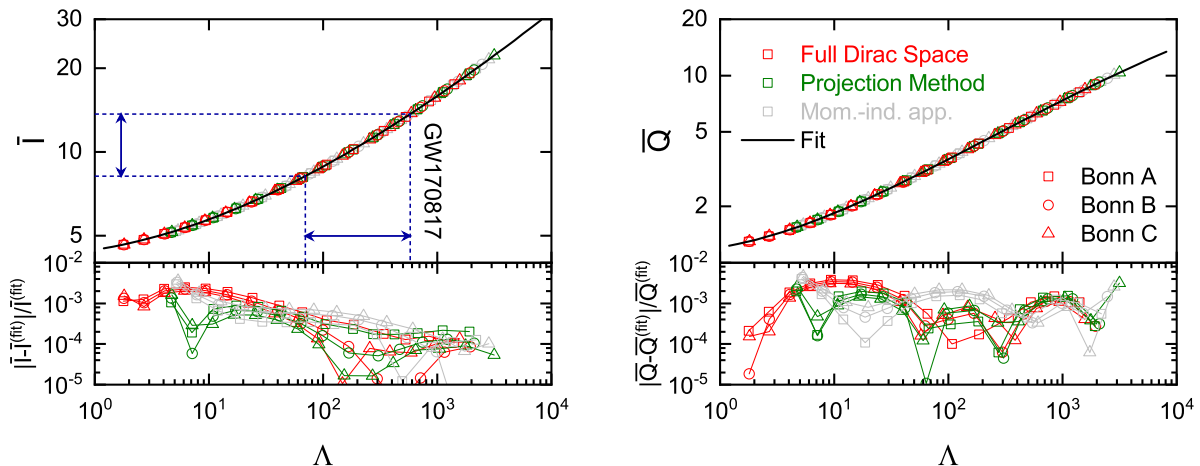 30
20
10
5
Ī
GW170817
10⁻²
10⁻³
10⁻⁴
10⁻⁵
|Ī-Ī⁽ᶠⁱᵗ⁾|/Ī⁽ᶠⁱᵗ⁾
10⁰ 10¹ 10² 10³ 10⁴
Λ
20
10
5
2
Q̅
Full Dirac Space
Projection Method
Mom.-ind. app.
Fit
Bonn A
Bonn B
Bonn C
10⁻²
10⁻³
10⁻⁴
10⁻⁵
|Q̅-Q̅⁽ᶠⁱᵗ⁾|/Q̅⁽ᶠⁱᵗ⁾
10⁰ 10¹ 10² 10³ 10⁴
Λ